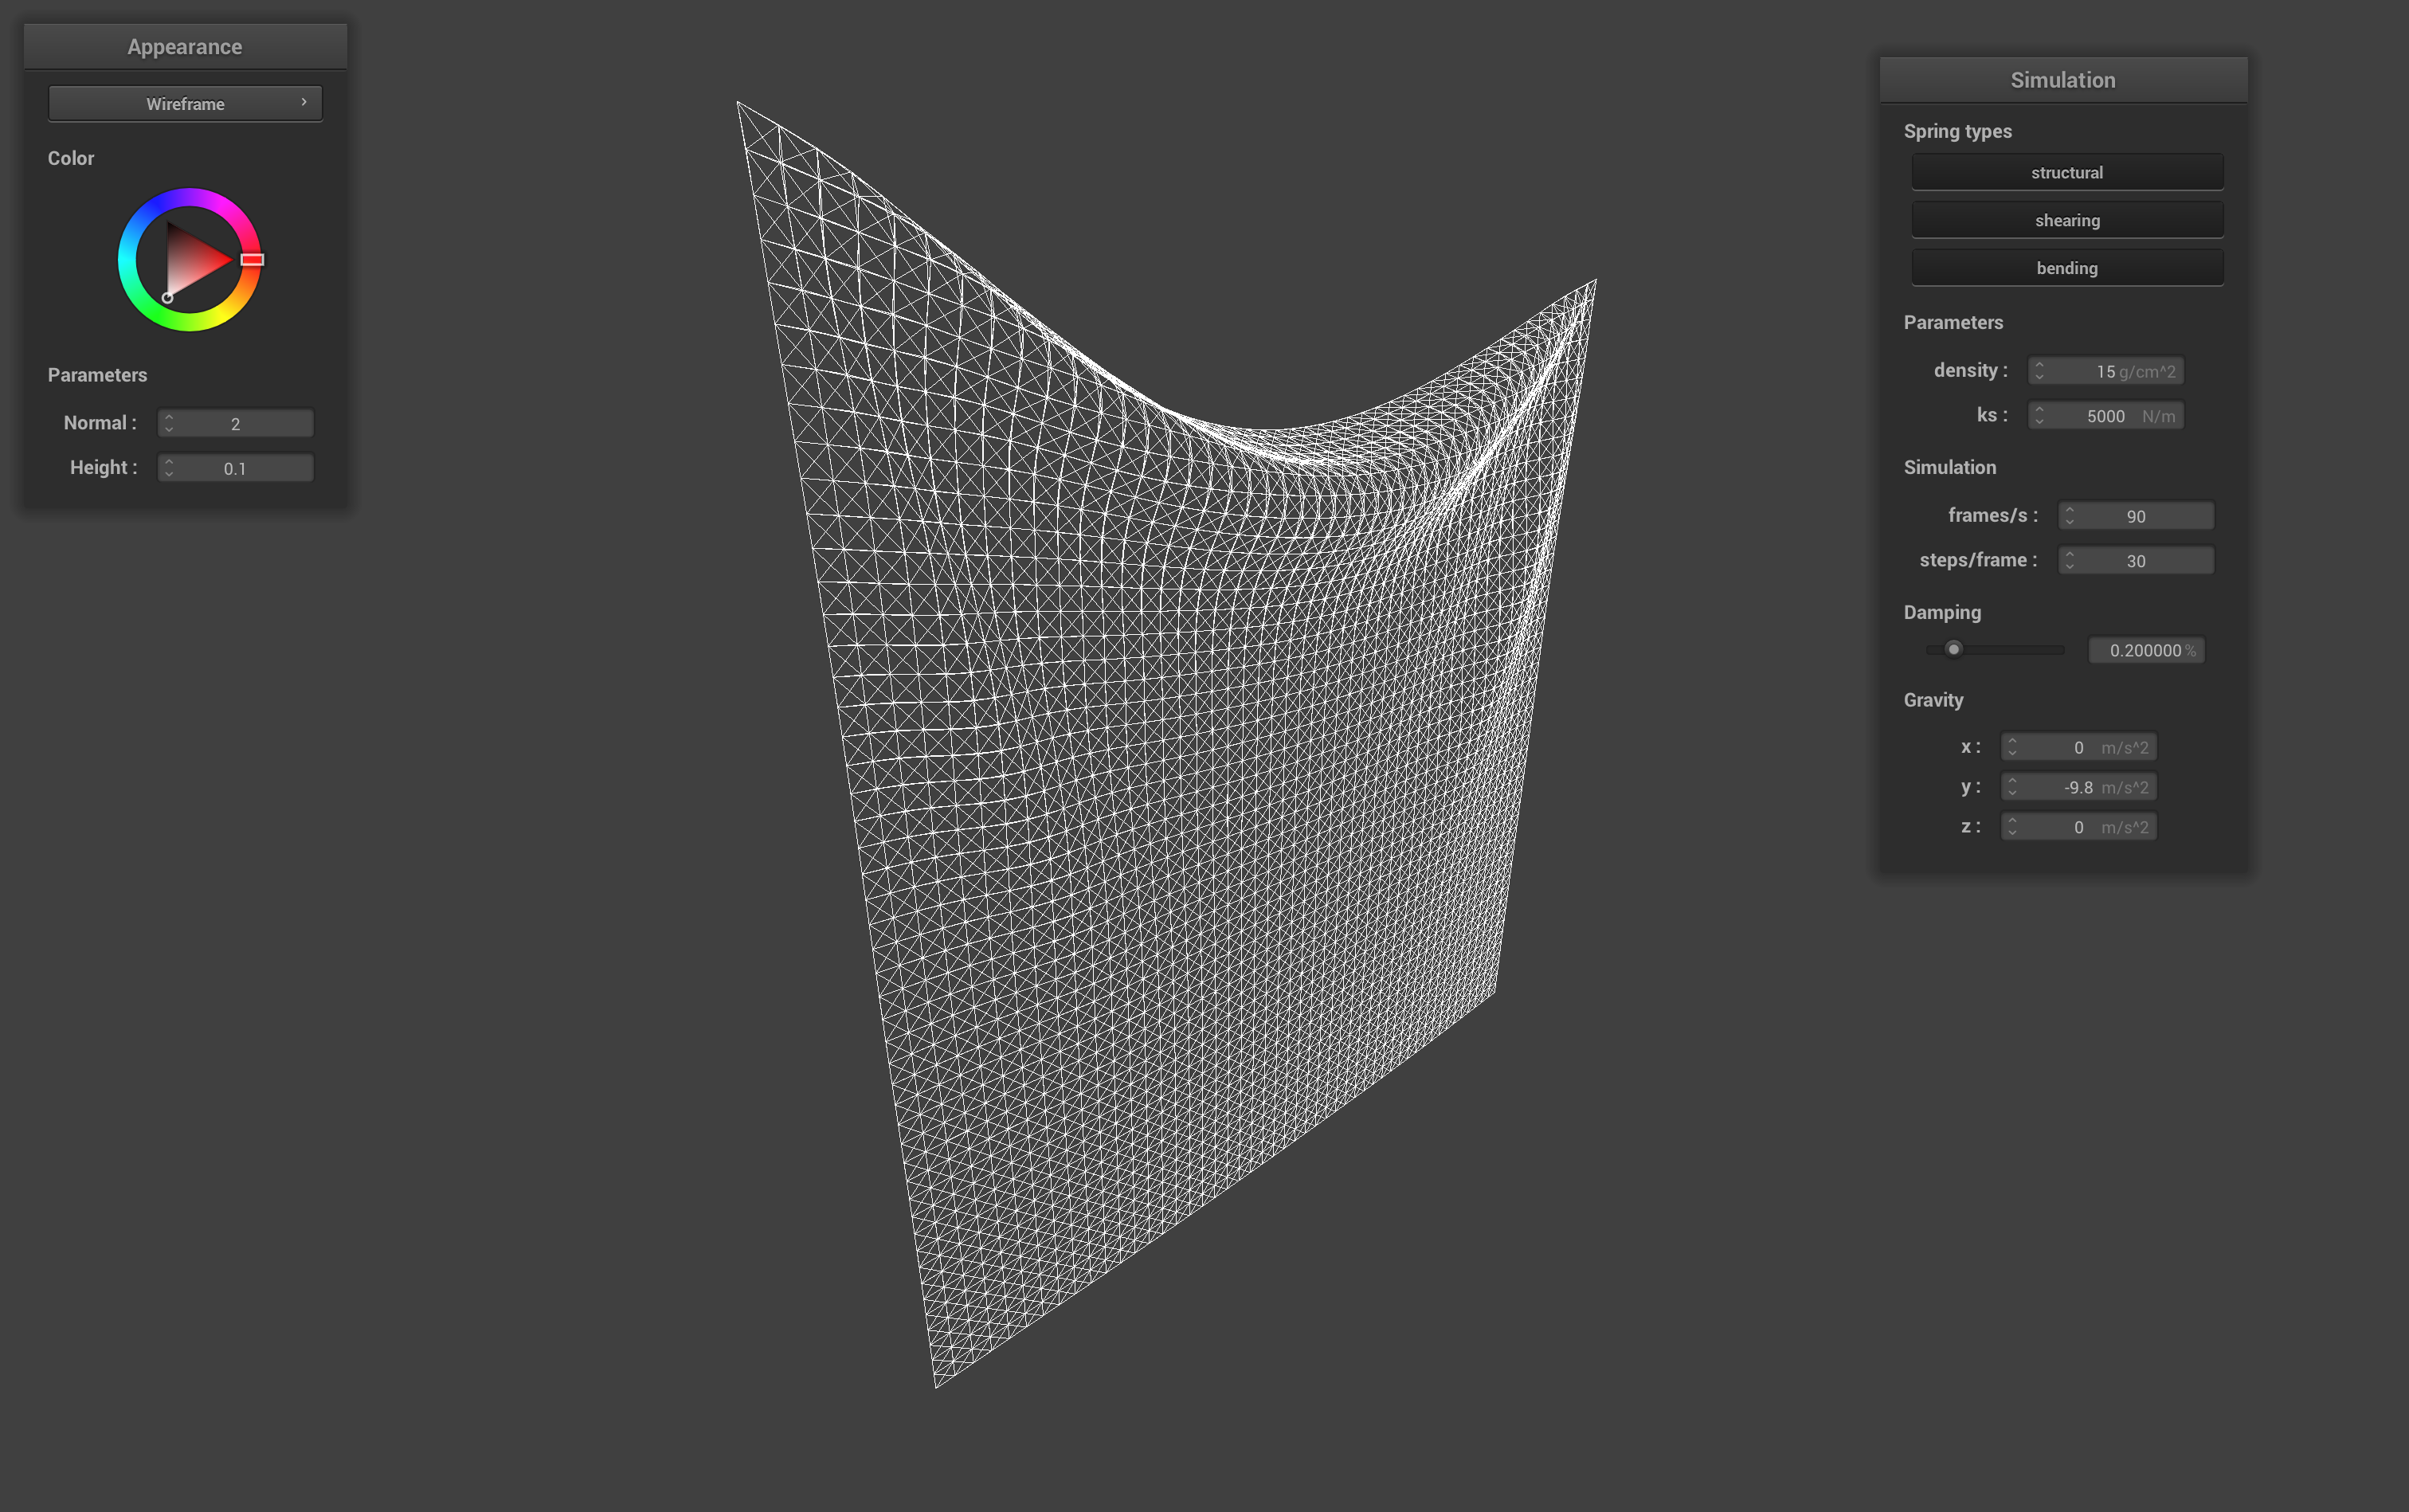 Appearance
Wireframe
Color
Parameters
Normal : 2
Height : 0.1
Simulation
Spring types
structural
shearing
bending
Parameters
density : 15 g/cm^2
ks : 5000 N/m
Simulation
frames/s : 90
steps/frame : 30
Damping
0.200000 %
Gravity
x : 0 m/s^2
y : -9.8 m/s^2
z : 0 m/s^2